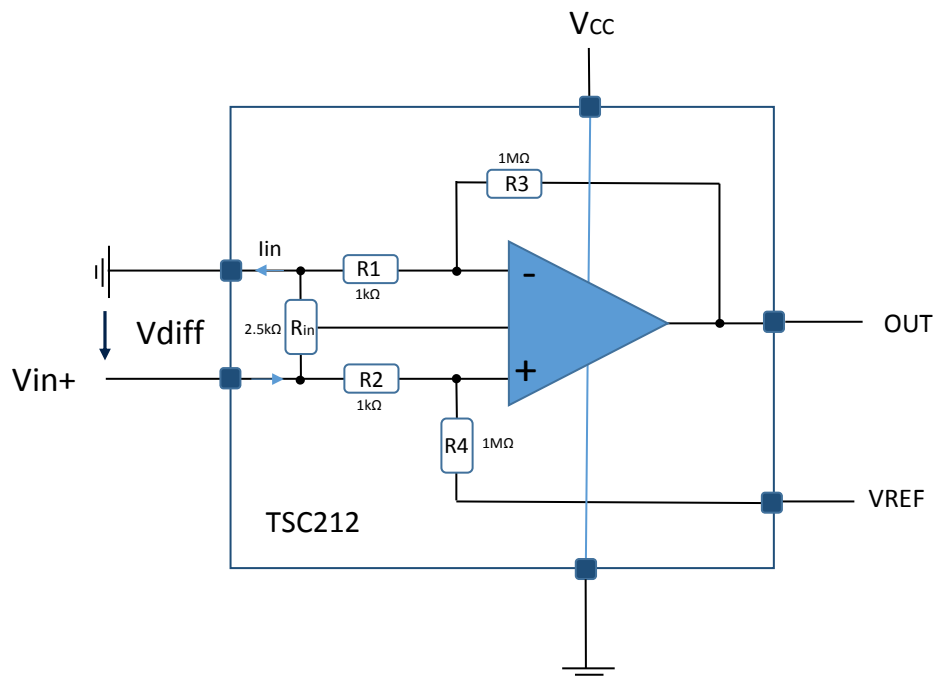 Vcc
1MΩ
R3
Iin
R1
1kΩ
-
Vdiff
2.5kΩ
Rin
OUT
Vin+
R2
1kΩ
+
R4
1MΩ
VREF
TSC212